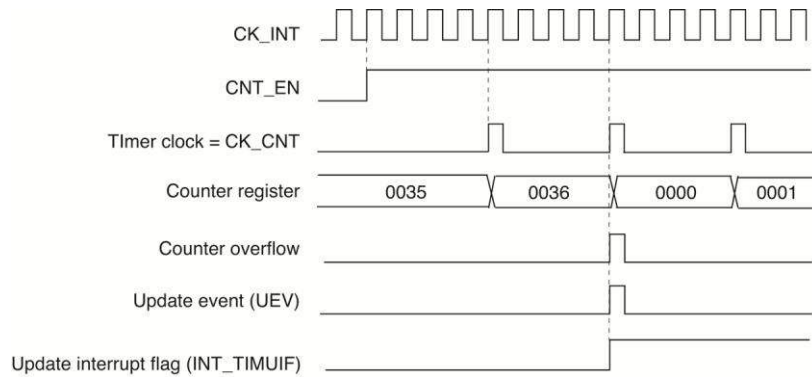 CK_INT
CNT_EN
TImer clock = CK_CNT
Counter register
0035 0036 0000 0001
Counter overflow
Update event (UEV)
Update interrupt flag (INT_TIMUIF)